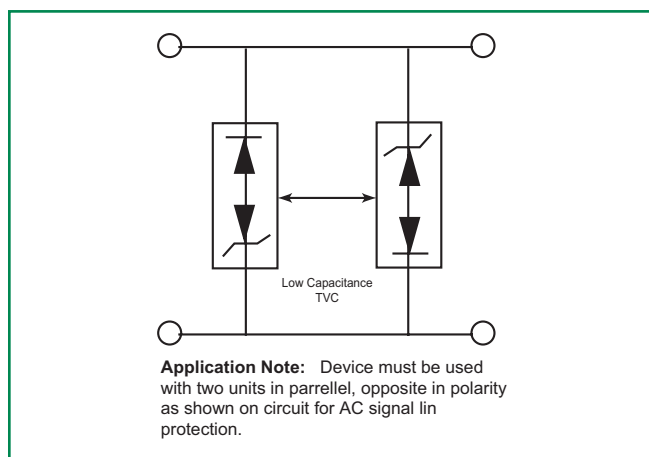 Low Capacitance
TVC
Application Note: Device must be used
with two units in parrellel, opposite in polarity
as shown on circuit for AC signal lin
protection.